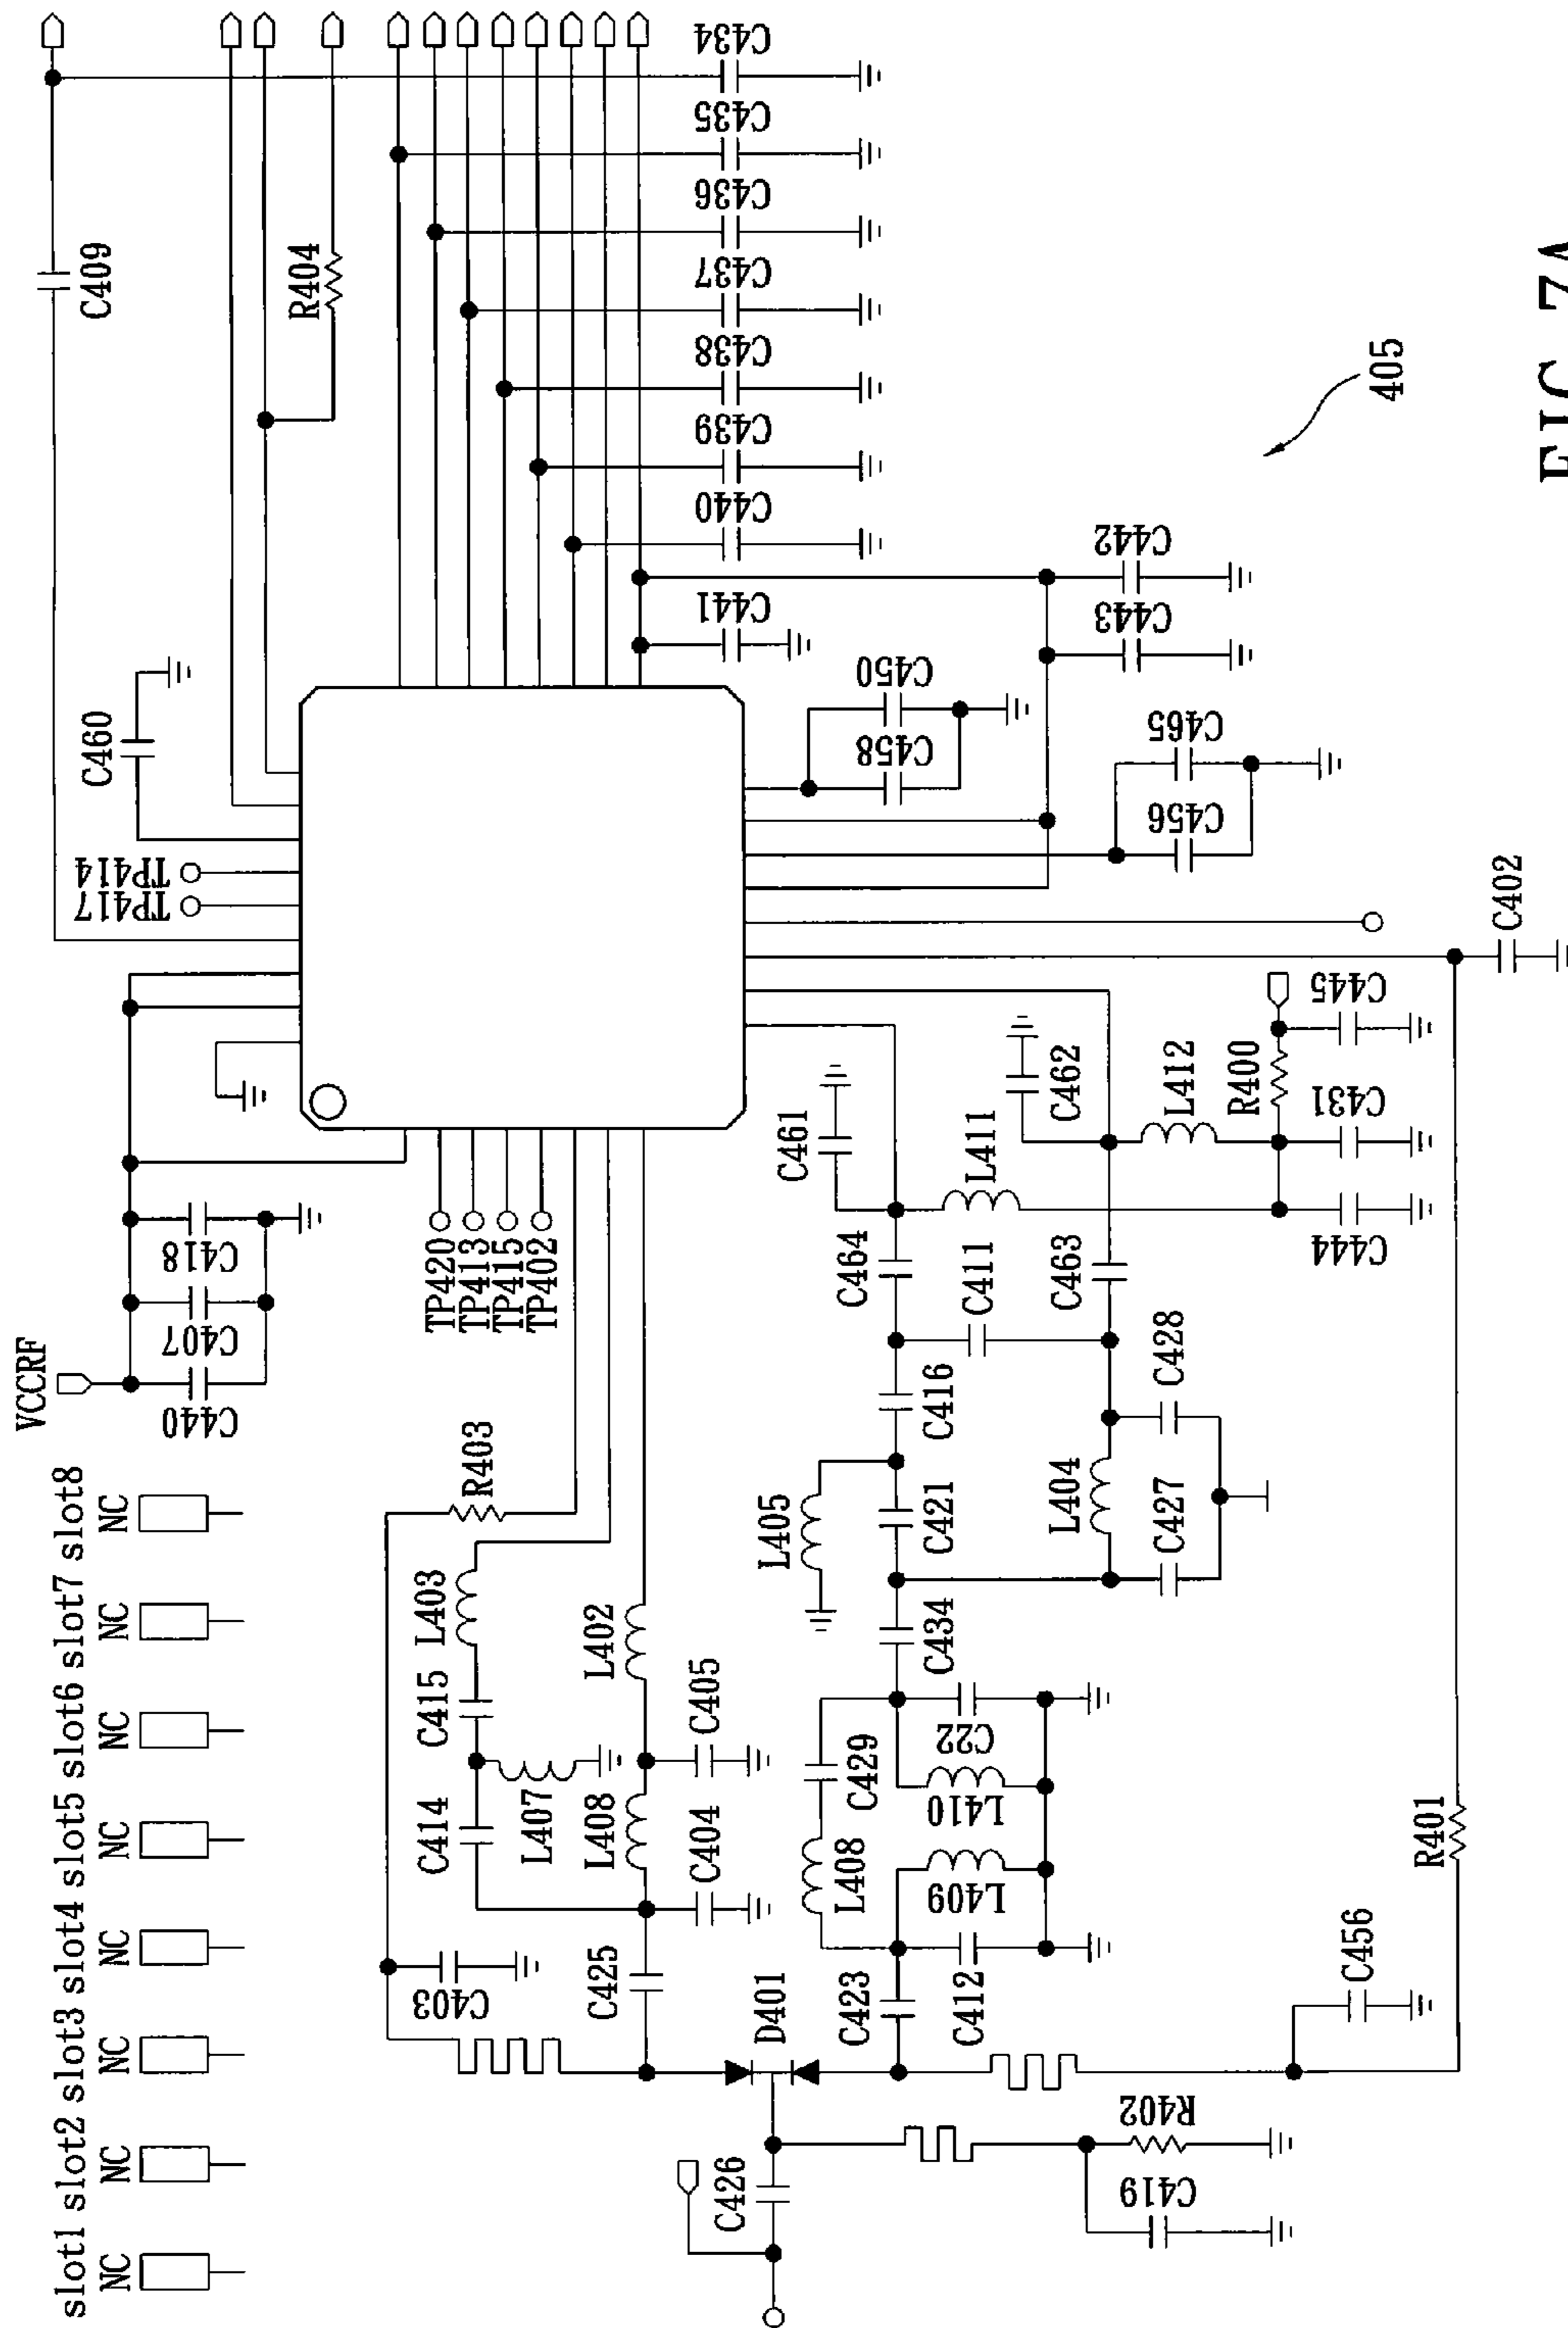 slot1 slot2 slot3 slot4 slot5 slot6 slot7 slot8
NC NC NC NC NC NC NC NC
VCCRF
C440
C407
C418
TP417
TP414
C460
C409
R404
TP420
TP413
TP415
TP402
R403
C403
C414
C415
L403
L407
L408
L402
C425
C404
C405
D401
C426
C423
C412
L408
C429
L409
L410
C22
C434
L405
C421
C416
C464
C461
C411
L411
L404
C427
C428
C463
C462
L412
R400
C444
C431
C445
C402
R401
C456
R402
C419
C458
C450
C441
C456
C465
C443
C442
C440
C439
C438
C437
C436
C435
C434
405
FIG. 7A